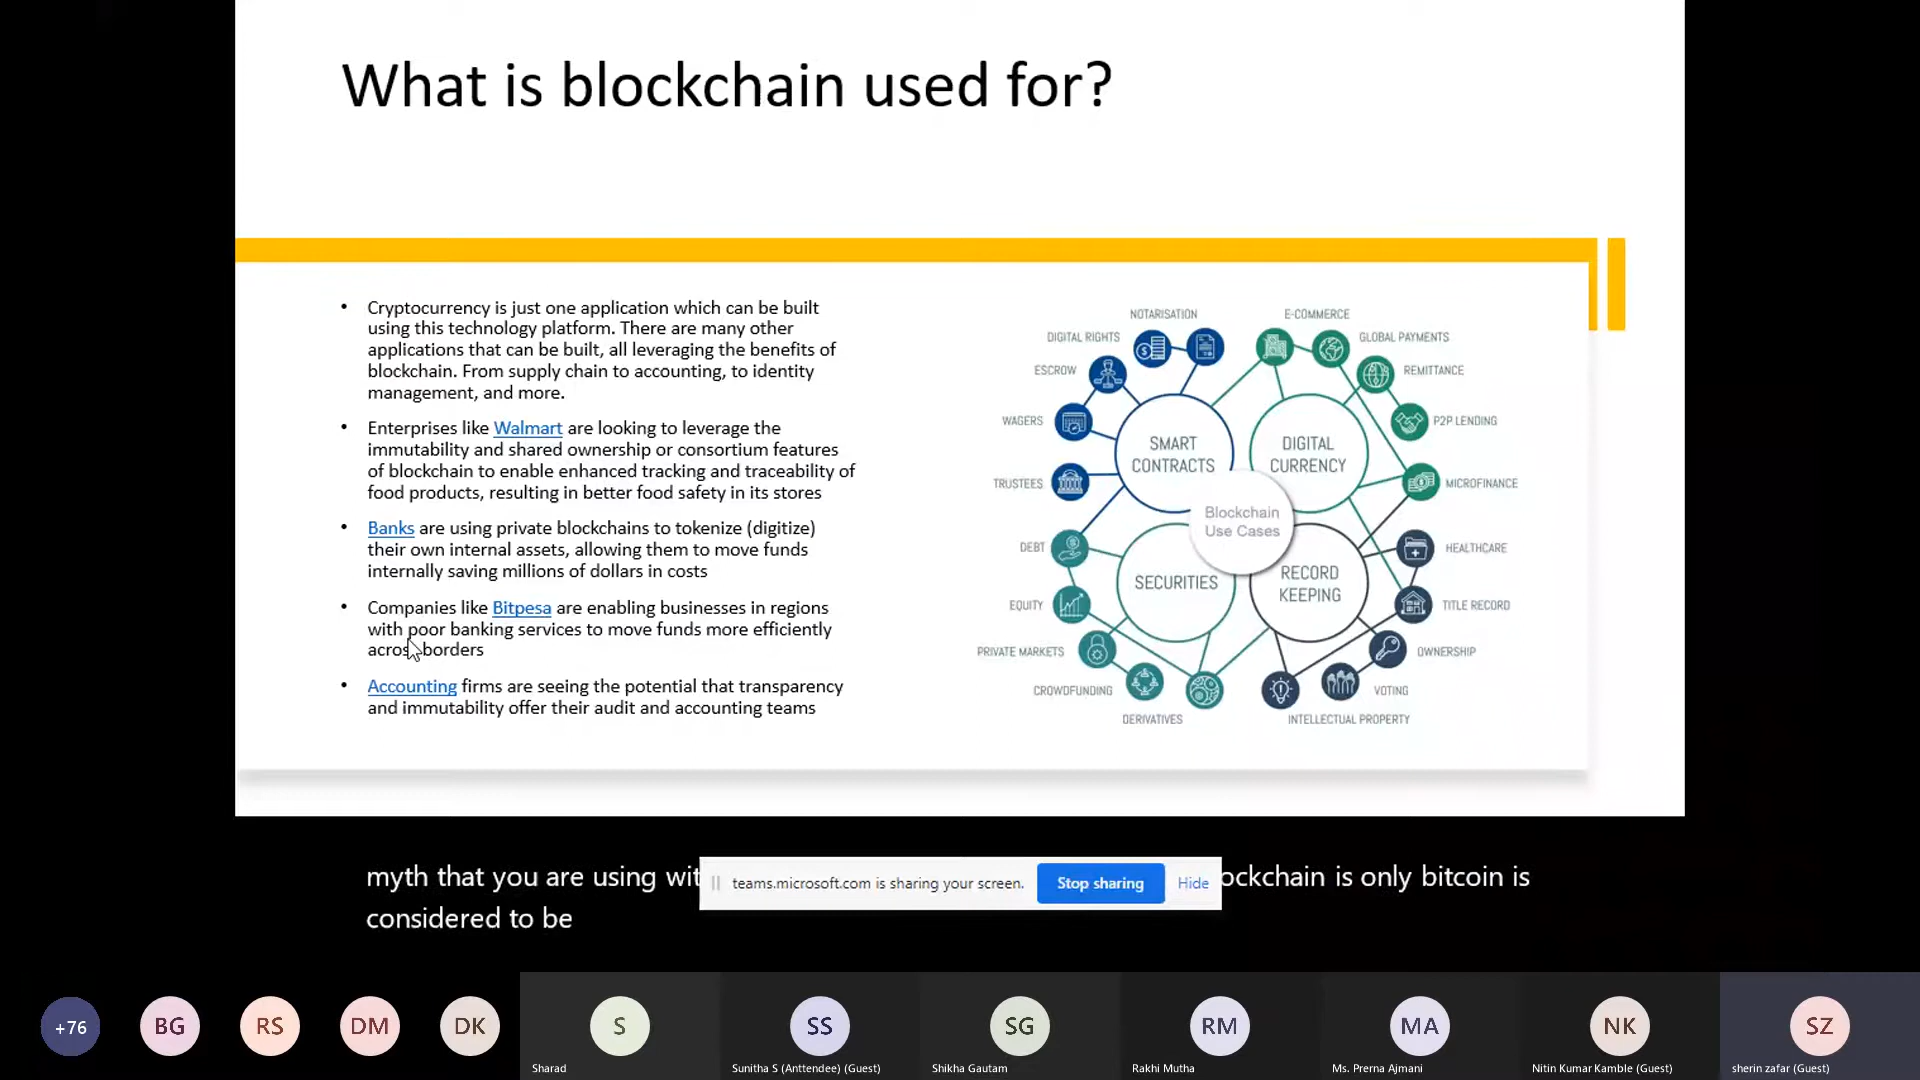 What is blockchain used for?
• Cryptocurrency is just one application which can be built
using this technology platform. There are many other
applications that can be built, all leveraging the benefits of
blockchain. From supply chain to accounting, to identity
management, and more.
• Enterprises like Walmart are looking to leverage the
immutability and shared ownership or consortium features
of blockchain to enable enhanced tracking and traceability of
food products, resulting in better food safety in its stores
• Banks are using private blockchains to tokenize (digitize)
their own internal assets, allowing them to move funds
internally saving millions of dollars in costs
• Companies like Bitpesa are enabling businesses in regions
with poor banking services to move funds more efficiently
across borders
• Accounting firms are seeing the potential that transparency
and immutability offer their audit and accounting teams
NOTARISATION
DIGITAL RIGHTS
ESCROW
WAGERS
TRUSTEES
DEBT
EQUITY
PRIVATE MARKETS
CROWDFUNDING
DERIVATIVES
E-COMMERCE
GLOBAL PAYMENTS
REMITTANCE
P2P LENDING
MICROFINANCE
HEALTHCARE
TITLE RECORD
OWNERSHIP
VOTING
INTELLECTUAL PROPERTY
SMART
CONTRACTS
DIGITAL
CURRENCY
Blockchain
Use Cases
SECURITIES
RECORD
KEEPING
myth that you are using wit ockchain is only bitcoin is
considered to be
teams.microsoft.com is sharing your screen. Stop sharing Hide
+76 BG RS DM DK S SS SG RM MA NK SZ
Sharad Sunitha S (Anttendee) (Guest) Shikha Gautam Rakhi Mutha Ms. Prerna Ajmani Nitin Kumar Kamble (Guest) sherin zafar (Guest)